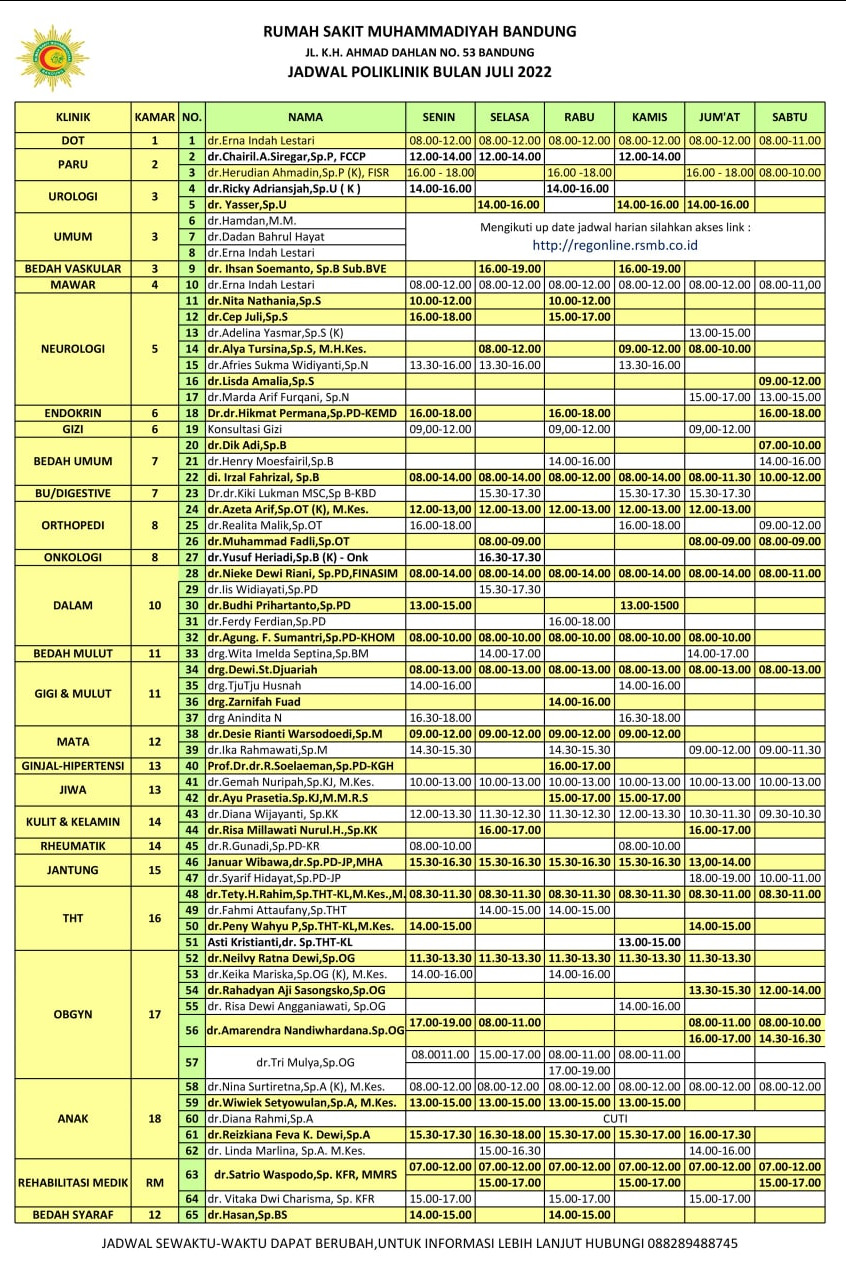 RUMAH SAKIT MUHAMMADIYAH BANDUNG
JL. K.H. AHMAD DAHLAN NO. 53 BANDUNG
JADWAL POLIKLINIK BULAN JULI 2022
KLINIK KAMAR NO. NAMA SENIN SELASA RABU KAMIS JUM'AT SABTU
DOT 1 1 dr.Erna Indah Lestari 08.00-12.00 08.00-12.00 08.00-12.00 08.00-12.00 08.00-12.00 08.00-11.00
PARU 2 2 dr.Chairil.A.Siregar,Sp.P, FCCP 12.00-14.00 12.00-14.00 12.00-14.00
3 dr.Herudian Ahmadin,Sp.P (K), FISR 16.00 - 18.00 16.00 -18.00 16.00 - 18.00 08.00-10.00
UROLOGI 3 4 dr.Ricky Adriansjah,Sp.U ( K ) 14.00-16.00 14.00-16.00
5 dr. Yasser,Sp.U 14.00-16.00 14.00-16.00 14.00-16.00
UMUM 3 6 dr.Hamdan,M.M.
7 dr.Dadan Bahrul Hayat
8 dr.Erna Indah Lestari
Mengikuti up date jadwal harian silahkan akses link :
http://regonline.rsmb.co.id
BEDAH VASKULAR 3 9 dr. Ihsan Soemanto, Sp.B Sub.BVE 16.00-19.00 16.00-19.00
MAWAR 4 10 dr.Erna Indah Lestari 08.00-12.00 08.00-12.00 08.00-12.00 08.00-12.00 08.00-12.00 08.00-11,00
NEUROLOGI 5 11 dr.Nita Nathania,Sp.S 10.00-12.00 10.00-12.00
12 dr.Cep Juli,Sp.S 16.00-18.00 15.00-17.00
13 dr.Adelina Yasmar,Sp.S (K) 13.00-15.00
14 dr.Alya Tursina,Sp.S, M.H.Kes. 08.00-12.00 09.00-12.00 08.00-10.00
15 dr.Afries Sukma Widiyanti,Sp.N 13.30-16.00 13.30-16.00 13.30-16.00
16 dr.Lisda Amalia,Sp.S 09.00-12.00
17 dr.Marda Arif Furqani, Sp.N 15.00-17.00 13.00-15.00
ENDOKRIN 6 18 Dr.dr.Hikmat Permana,Sp.PD-KEMD 16.00-18.00 16.00-18.00 16.00-18.00
GIZI 6 19 Konsultasi Gizi 09,00-12.00 09,00-12.00 09,00-12.00
BEDAH UMUM 7 20 dr.Dik Adi,Sp.B 07.00-10.00
21 dr.Henry Moesfairil,Sp.B 14.00-16.00 14.00-16.00
22 di. Irzal Fahrizal, Sp.B 08.00-14.00 08.00-14.00 08.00-12.00 08.00-14.00 08.00-11.30 10.00-12.00
BU/DIGESTIVE 7 23 Dr.dr.Kiki Lukman MSC,Sp B-KBD 15.30-17.30 15.30-17.30 15.30-17.30
ORTHOPEDI 8 24 dr.Azeta Arif,Sp.OT (K), M.Kes. 12.00-13,00 12.00-13.00 12.00-13.00 12.00-13.00 12.00-13.00
25 dr.Realita Malik,Sp.OT 16.00-18.00 16.00-18.00 09.00-12.00
26 dr.Muhammad Fadli,Sp.OT 08.00-09.00 08.00-09.00 08.00-09.00
ONKOLOGI 8 27 dr.Yusuf Heriadi,Sp.B (K) - Onk 16.30-17.30
DALAM 10 28 dr.Nieke Dewi Riani, Sp.PD,FINASIM 08.00-14.00 08.00-14.00 08.00-14.00 08.00-14.00 08.00-14.00 08.00-11.00
29 dr.Iis Widiayati,Sp.PD 15.30-17.30
30 dr.Budhi Prihartanto,Sp.PD 13.00-15.00 13.00-1500
31 dr.Ferdy Ferdian,Sp.PD 16.00-18.00
32 dr.Agung. F. Sumantri,Sp.PD-KHOM 08.00-10.00 08.00-10.00 08.00-10.00 08.00-10.00 08.00-10.00
BEDAH MULUT 11 33 drg.Wita Imelda Septina,Sp.BM 14.00-17.00 14.00-17.00
GIGI & MULUT 11 34 drg.Dewi.St.Djuariah 08.00-13.00 08.00-13.00 08.00-13.00 08.00-13.00 08.00-13.00 08.00-13.00
35 drg.TjuTju Husnah 14.00-16.00 14.00-16.00
36 drg.Zarnifah Fuad 14.00-16.00
37 drg Anindita N 16.30-18.00 16.30-18.00
MATA 12 38 dr.Desie Rianti Warsodoedi,Sp.M 09.00-12.00 09.00-12.00 09.00-12.00 09.00-12.00
39 dr.Ika Rahmawati,Sp.M 14.30-15.30 14.30-15.30 09.00-12.00 09.00-11.30
GINJAL-HIPERTENSI 13 40 Prof.Dr.dr.R.Soelaeman,Sp.PD-KGH 16.00-17.00
JIWA 13 41 dr.Gemah Nuripah,Sp.KJ, M.Kes. 10.00-13.00 10.00-13.00 10.00-13.00 10.00-13.00 10.00-13.00 10.00-13.00
42 dr.Ayu Prasetia.Sp.KJ,M.M.R.S 15.00-17.00 15.00-17.00
KULIT & KELAMIN 14 43 dr.Diana Wijayanti, Sp.KK 12.00-13.30 11.30-12.30 11.30-12.30 12.00-13.30 10.30-11.30 09.30-10.30
44 dr.Risa Millawati Nurul.H.,Sp.KK 16.00-17.00 16.00-17.00
RHEUMATIK 14 45 dr.R.Gunadi,Sp.PD-KR 08.00-10.00 08.00-10.00
JANTUNG 15 46 Januar Wibawa,dr.Sp.PD-JP,MHA 15.30-16.30 15.30-16.30 15.30-16.30 15.30-16.30 13,00-14.00
47 dr.Syarif Hidayat,Sp.PD-JP 18.00-19.00 10.00-11.00
THT 16 48 dr.Tety.H.Rahim,Sp.THT-KL,M.Kes.,M. 08.30-11.30 08.30-11.30 08.30-11.30 08.30-11.30 08.30-11.00 08.30-11.00
49 dr.Fahmi Attaufany,Sp.THT 14.00-15.00 14.00-15.00
50 dr.Peny Wahyu P,Sp.THT-KL,M.Kes. 14.00-15.00 14.00-15.00
51 Asti Kristianti,dr. Sp.THT-KL 13.00-15.00
OBGYN 17 52 dr.Neilvy Ratna Dewi,Sp.OG 11.30-13.30 11.30-13.30 11.30-13.30 11.30-13.30 11.30-13.30
53 dr.Keika Mariska,Sp.OG (K), M.Kes. 14.00-16.00 14.00-16.00
54 dr.Rahadyan Aji Sasongsko,Sp.OG 13.30-15.30 12.00-14.00
55 dr. Risa Dewi Angganiawati, Sp.OG 14.00-16.00
56 dr.Amarendra Nandiwhardana.Sp.OG 17.00-19.00 08.00-11.00 08.00-11.00 08.00-10.00
16.00-17.00 14.30-16.30
57 dr.Tri Mulya,Sp.OG 08.0011.00 15.00-17.00 08.00-11.00 08.00-11.00
17.00-19.00
ANAK 18 58 dr.Nina Surtiretna,Sp.A (K), M.Kes. 08.00-12.00 08.00-12.00 08.00-12.00 08.00-12.00 08.00-12.00 08.00-12.00
59 dr.Wiwiek Setyowulan,Sp.A, M.Kes. 13.00-15.00 13.00-15.00 13.00-15.00 13.00-15.00
60 dr.Diana Rahmi,Sp.A CUTI
61 dr.Reizkiana Feva K. Dewi,Sp.A 15.30-17.30 16.30-18.00 15.30-17.00 15.30-17.00 16.00-17.30
62 dr. Linda Marlina, Sp.A. M.Kes. 15.00-16.30 14.00-16.00
REHABILITASI MEDIK RM 63 dr.Satrio Waspodo,Sp. KFR, MMRS 07.00-12.00 07.00-12.00 07.00-12.00 07.00-12.00 07.00-12.00 07.00-12.00
15.00-17.00 15.00-17.00 15.00-17.00
64 dr. Vitaka Dwi Charisma, Sp. KFR 15.00-17.00 15.00-17.00 15.00-17.00
BEDAH SYARAF 12 65 dr.Hasan,Sp.BS 14.00-15.00 14.00-15.00
JADWAL SEWAKTU-WAKTU DAPAT BERUBAH,UNTUK INFORMASI LEBIH LANJUT HUBUNGI 088289488745